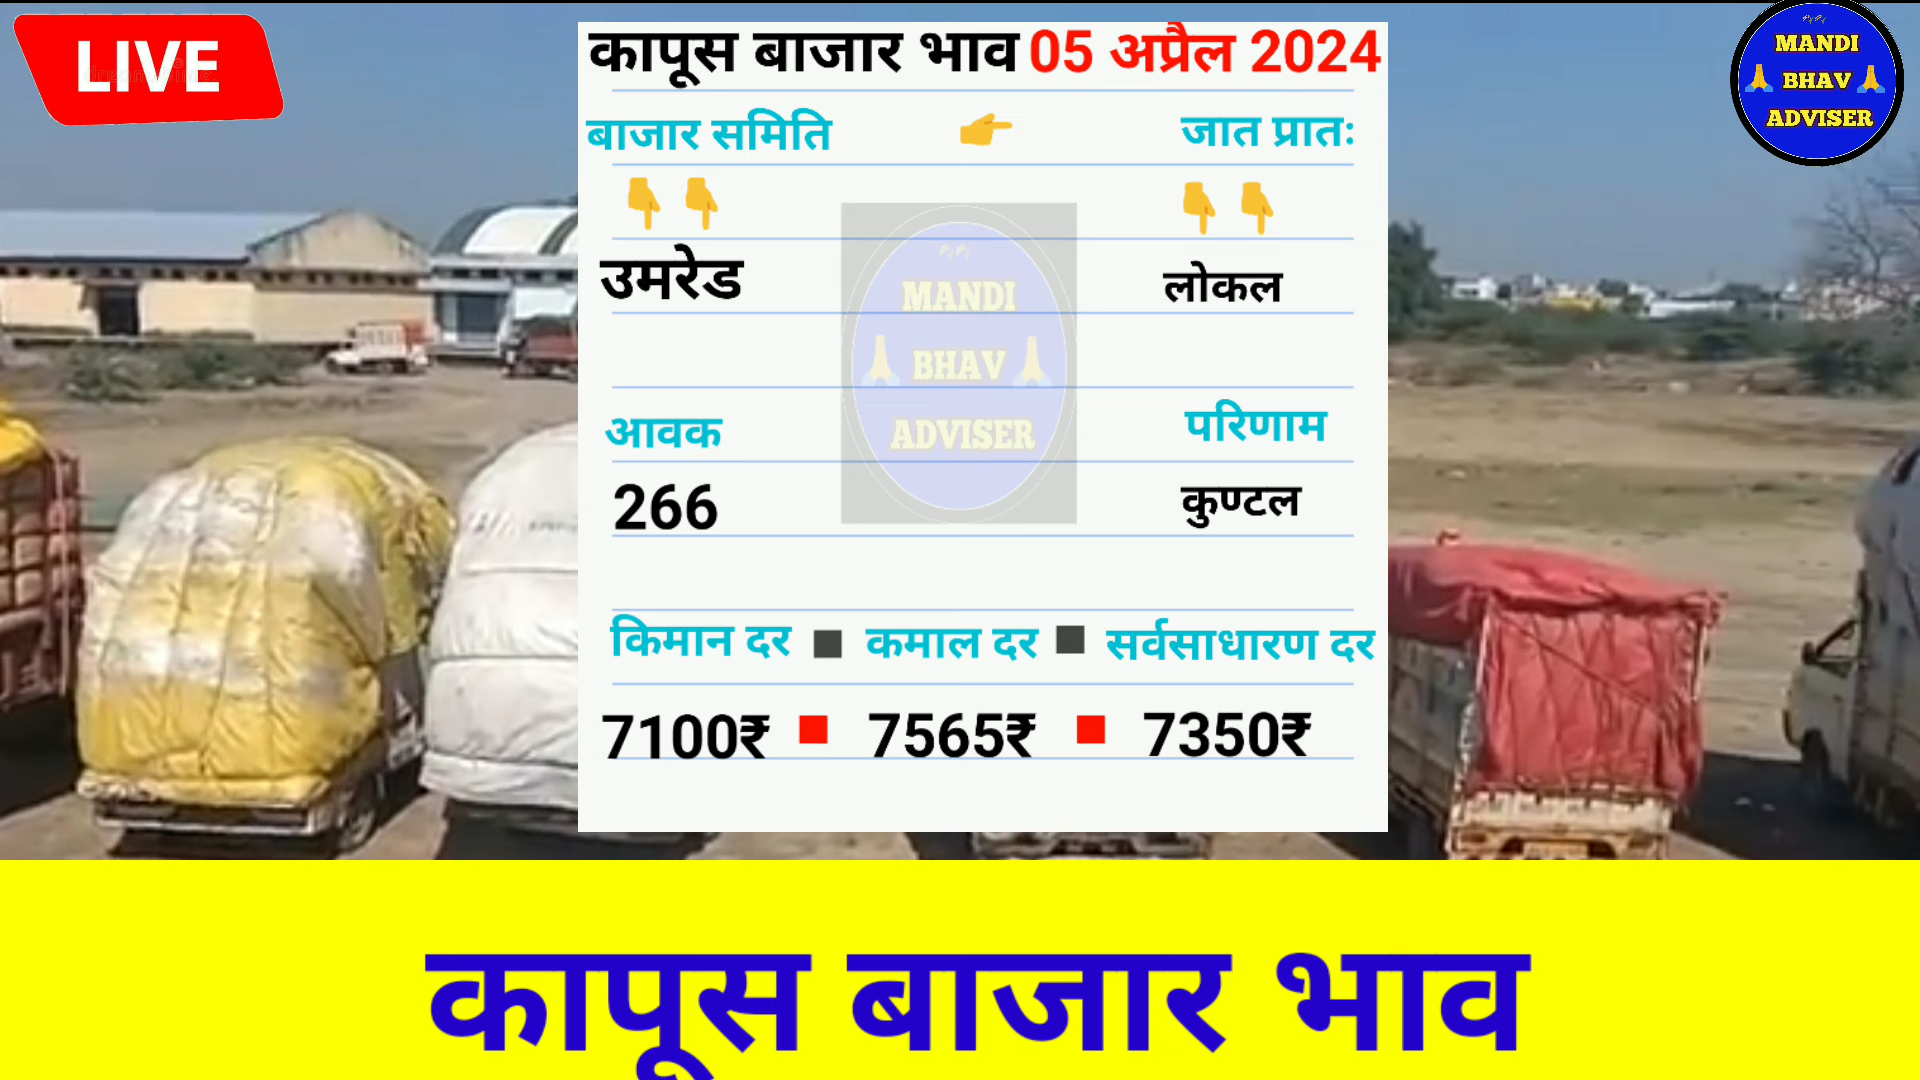 LIVE
कापूस बाजार भाव 05 अप्रैल 2024
MANDI
BHAV
ADVISER
बाजार समिति 👉 जात प्रातः
👇👇 👇👇
उमरेड लोकल
MANDI
BHAV
ADVISER
आवक परिणाम
266 कुण्टल
किमान दर ◾ कमाल दर ◾ सर्वसाधारण दर
7100₹ 7565₹ 7350₹
कापूस बाजार भाव